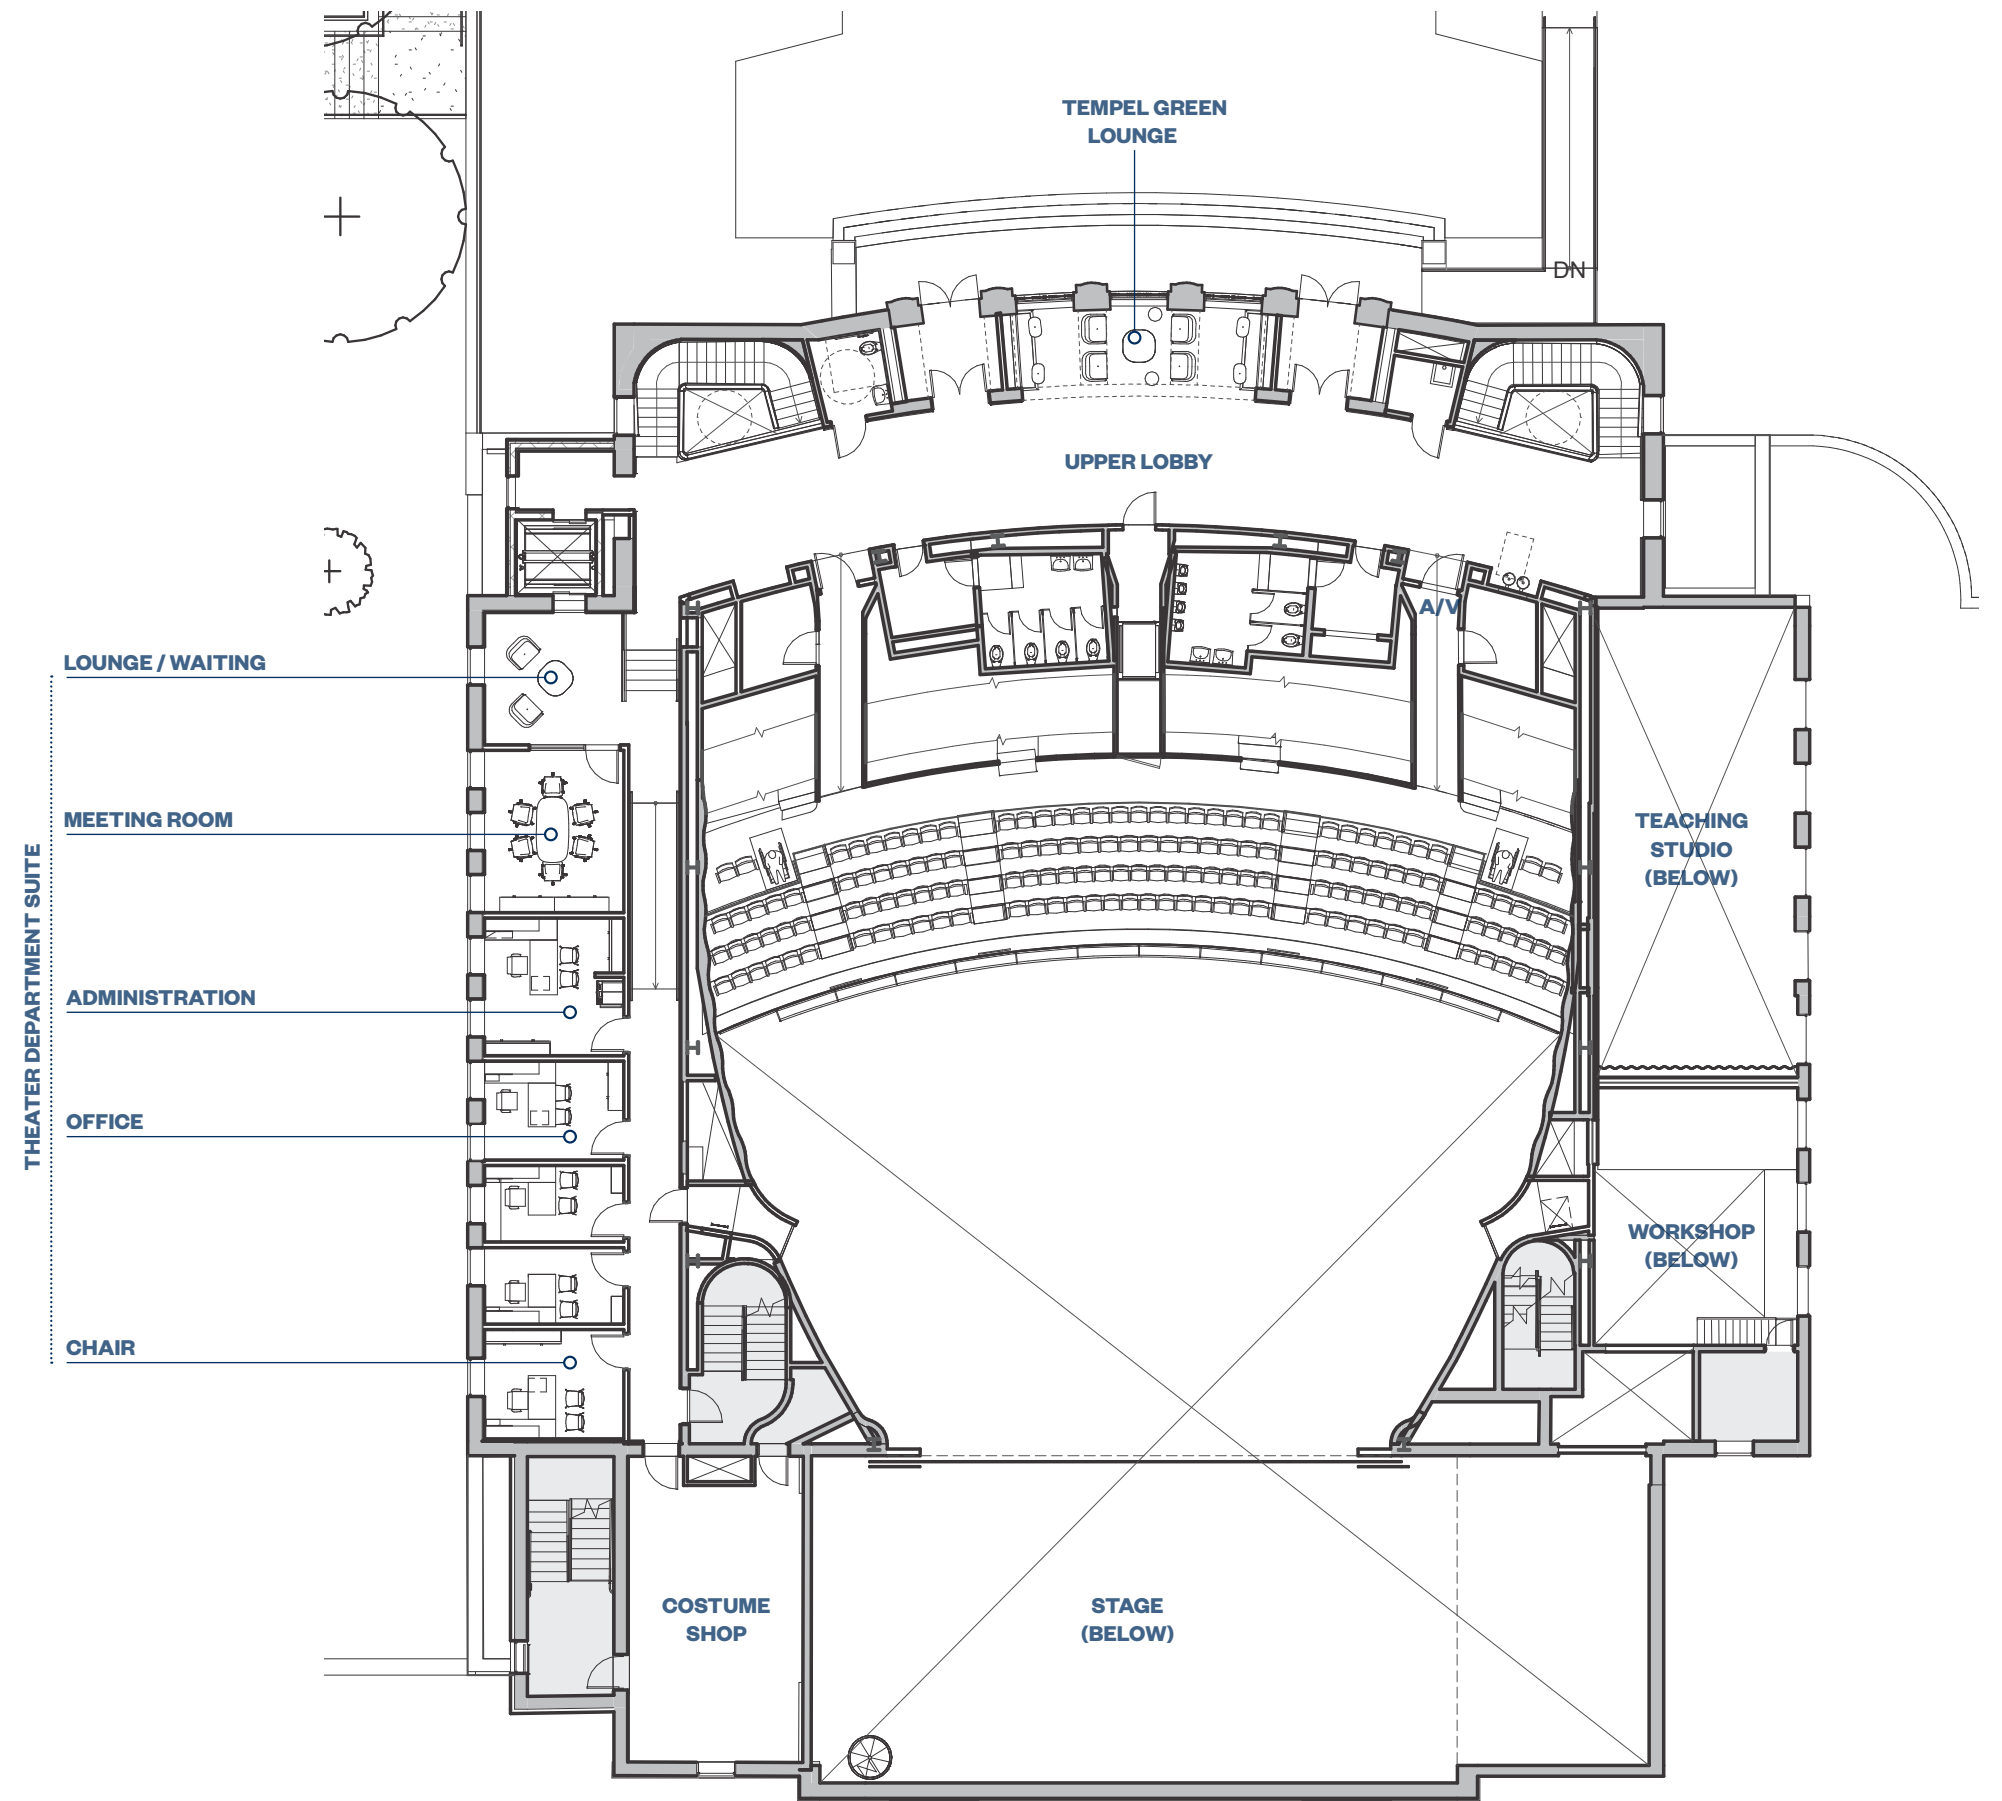 TEMPEL GREEN
LOUNGE
DN
UPPER LOBBY
A/V
LOUNGE / WAITING
MEETING ROOM
TEACHING
STUDIO
(BELOW)
THEATER DEPARTMENT SUITE
ADMINISTRATION
OFFICE
WORKSHOP
(BELOW)
CHAIR
COSTUME
SHOP
STAGE
(BELOW)